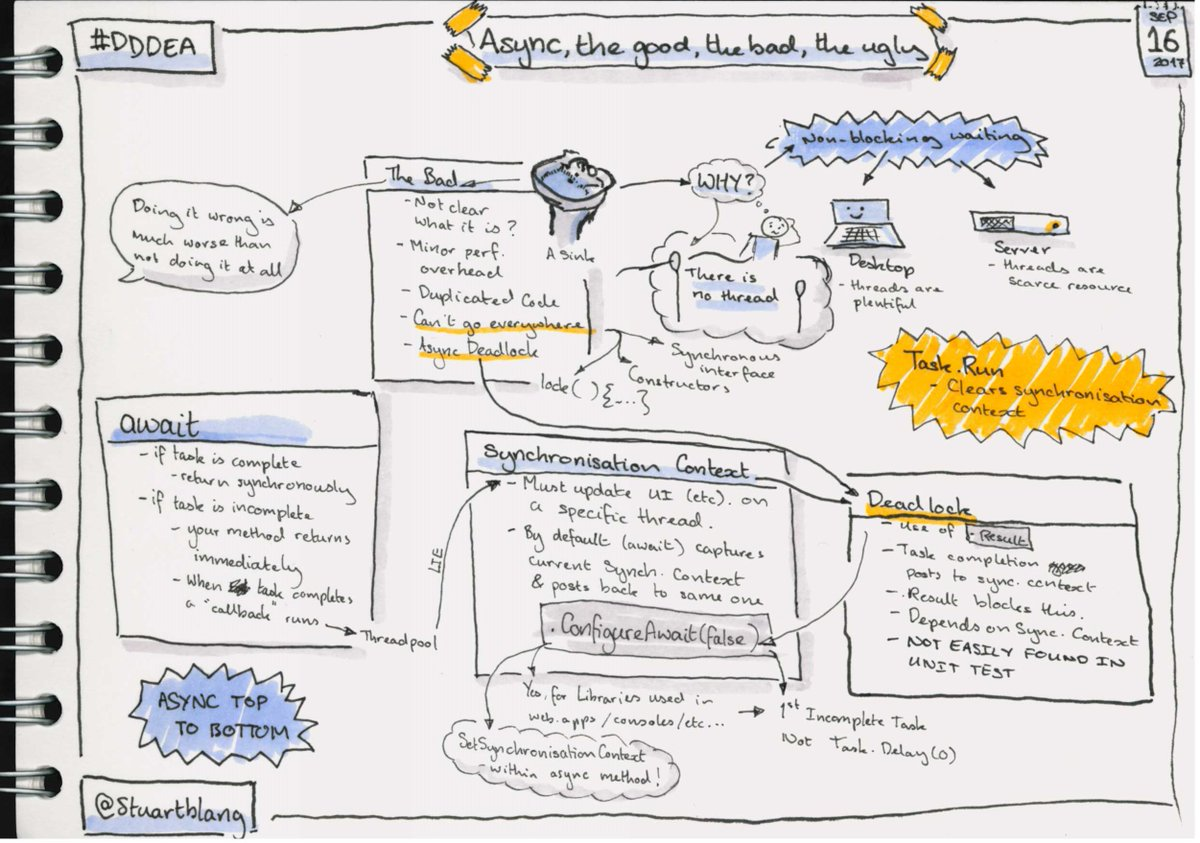 #DDDEA
Async, the good, the bad, the ugly
SEP
16
2017
Non-blocking waiting
The Bad
- Not clear
what it is?
- Minor perf.
overhead
- Duplicated Code
- Can't go everywhere
- Async Deadlock
Doing it wrong is
much worse than
not doing it at all
A Sink
WHY?
There is
no thread
Desktop
- threads are
plentiful
Server
- threads are
scarce resource
Synchronous
interface
Constructors
lock( ){....}
Task.Run
- Clears synchronisation
context
await
- if task is complete
- return synchronously
- if task is incomplete
- your method returns
immediately
- When task completes
a "callback" runs
Threadpool
LIE
Synchronisation Context
- Must update UI (etc). on
a specific thread.
- By default (await) captures
current Synch. Context
& posts back to same one
.ConfigureAwait(false)
Deadlock
- Use of .Result
- Task completion
posts to sync. context
- .Result blocks this.
- Depends on Sync. Context
- NOT EASILY FOUND IN
UNIT TEST
Yes, for Libraries used in
web.apps/consoles/etc...
1st Incomplete Task
Not Task.Delay(0)
SetSynchronisationContext
within async method!
ASYNC TOP
TO BOTTOM
@Stuartblang